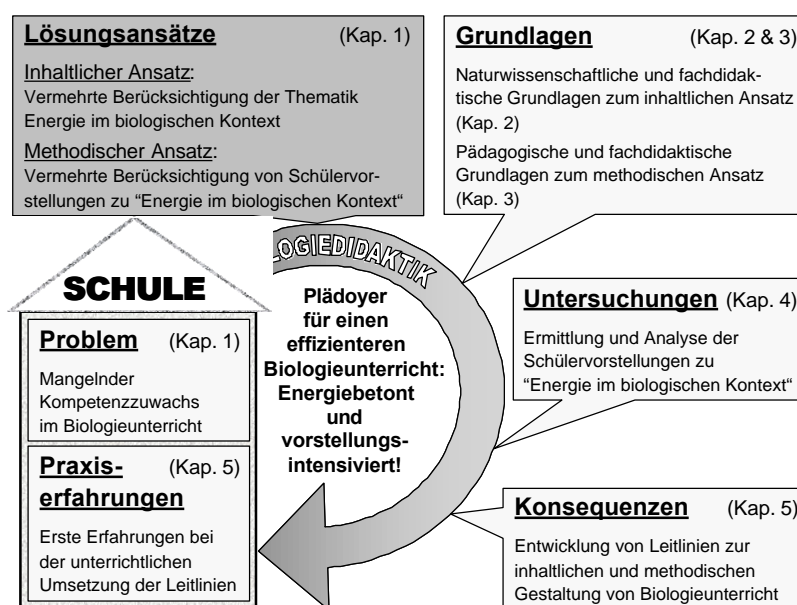 Lösungsansätze (Kap. 1)
Inhaltlicher Ansatz:
Vermehrte Berücksichtigung der Thematik
Energie im biologischen Kontext
Methodischer Ansatz:
Vermehrte Berücksichtigung von Schülervor-
stellungen zu “Energie im biologischen Kontext“
Grundlagen (Kap. 2 & 3)
Naturwissenschaftliche und fachdidak-
tische Grundlagen zum inhaltlichen Ansatz
(Kap. 2)
Pädagogische und fachdidaktische
Grundlagen zum methodischen Ansatz
(Kap. 3)
OGIEDIDAKTIK
SCHULE
Problem (Kap. 1)
Mangelnder
Kompetenzzuwachs
im Biologieunterricht
Praxis- (Kap. 5)
erfahrungen
Erste Erfahrungen bei
der unterrichtlichen
Umsetzung der Leitlinien
Plädoyer
für einen
effizienteren
Biologieunterricht:
Energiebetont
und
vorstellungs-
intensiviert!
Untersuchungen (Kap. 4)
Ermittlung und Analyse der
Schülervorstellungen zu
“Energie im biologischen Kontext“
Konsequenzen (Kap. 5)
Entwicklung von Leitlinien zur
inhaltlichen und methodischen
Gestaltung von Biologieunterricht